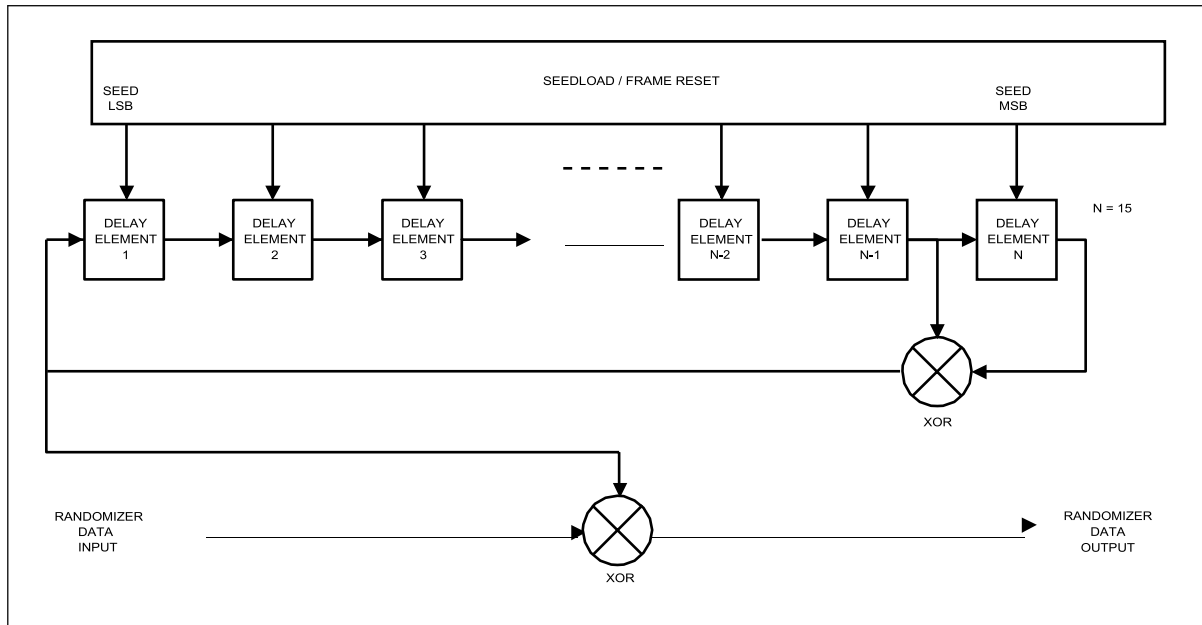 SEEDLOAD / FRAME RESET
SEED
LSB
SEED
MSB
DELAY
ELEMENT
1
DELAY
ELEMENT
2
DELAY
ELEMENT
3
DELAY
ELEMENT
N-2
DELAY
ELEMENT
N-1
DELAY
ELEMENT
N
N = 15
XOR
RANDOMIZER
DATA
INPUT
XOR
RANDOMIZER
DATA
OUTPUT